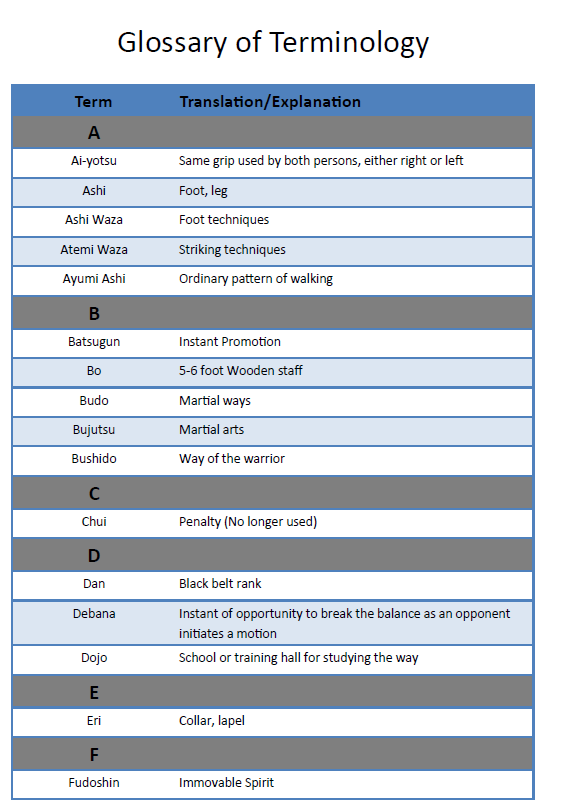 Glossary of Terminology
Term Translation/Explanation
A
Ai-yotsu Same grip used by both persons, either right or left
Ashi Foot, leg
Ashi Waza Foot techniques
Atemi Waza Striking techniques
Ayumi Ashi Ordinary pattern of walking
B
Batsugun Instant Promotion
Bo 5-6 foot Wooden staff
Budo Martial ways
Bujutsu Martial arts
Bushido Way of the warrior
C
Chui Penalty (No longer used)
D
Dan Black belt rank
Debana Instant of opportunity to break the balance as an opponent
initiates a motion
Dojo School or training hall for studying the way
E
Eri Collar, lapel
F
Fudoshin Immovable Spirit